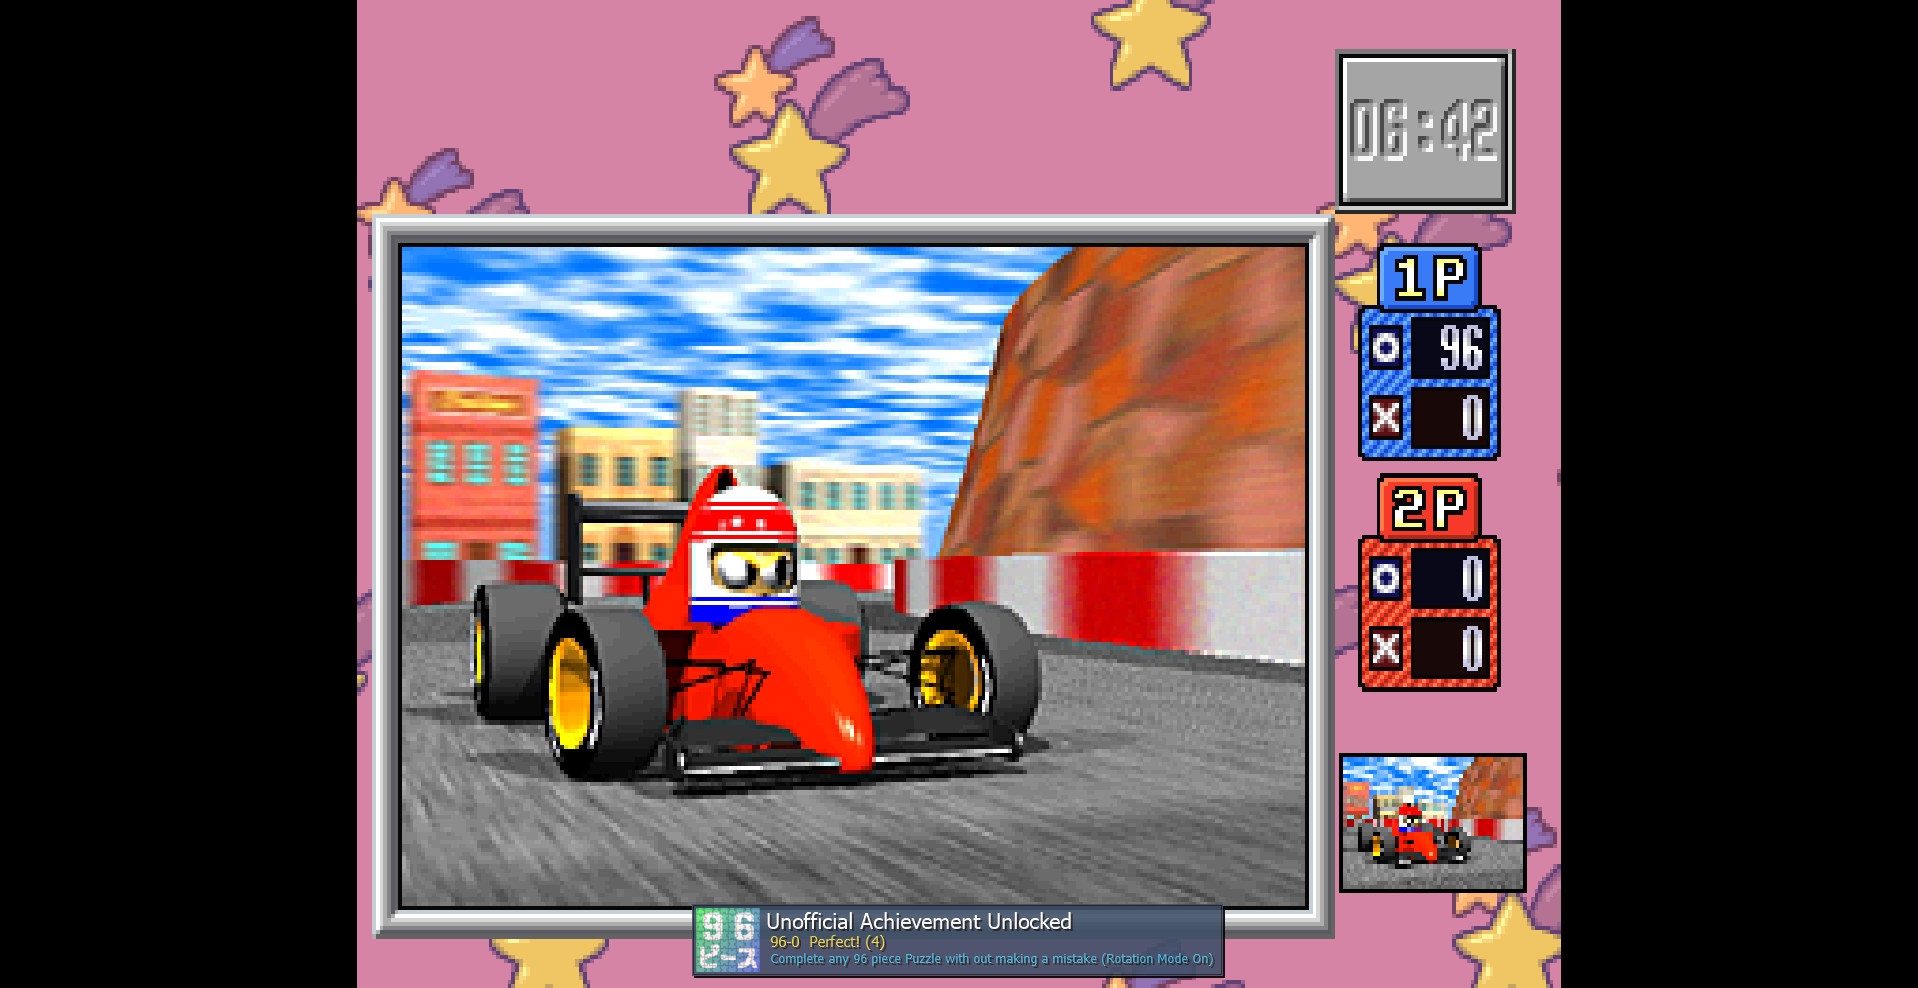 06:42
1P
O 96
X 0
2P
O 0
X 0
96
ピース
Unofficial Achievement Unlocked
96-0 Perfect! (4)
Complete any 96 piece Puzzle with out making a mistake (Rotation Mode On)